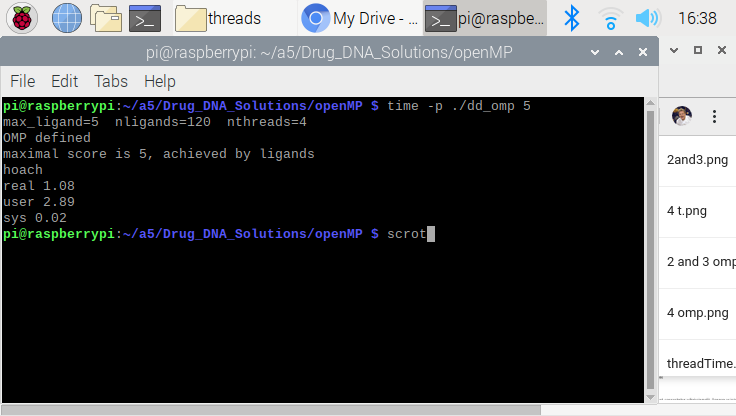 threads
My Drive - ...
pi@raspbe...
16:38
pi@raspberrypi: ~/a5/Drug_DNA_Solutions/openMP
File Edit Tabs Help
pi@raspberrypi:~/a5/Drug_DNA_Solutions/openMP $ time -p ./dd_omp 5
max_ligand=5  nligands=120  nthreads=4
OMP defined
maximal score is 5, achieved by ligands
hoach
real 1.08
user 2.89
sys 0.02
pi@raspberrypi:~/a5/Drug_DNA_Solutions/openMP $ scrot
2and3.png
4 t.png
2 and 3 omp
4 omp.png
threadTime.